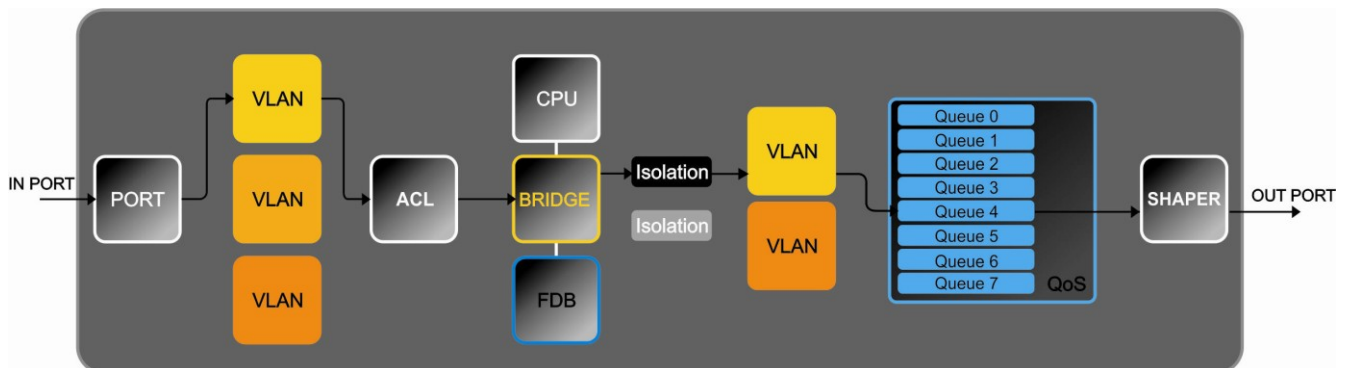 IN PORT
PORT
VLAN
VLAN
VLAN
ACL
CPU
BRIDGE
FDB
Isolation
Isolation
VLAN
VLAN
Queue 0
Queue 1
Queue 2
Queue 3
Queue 4
Queue 5
Queue 6
Queue 7
QoS
SHAPER
OUT PORT